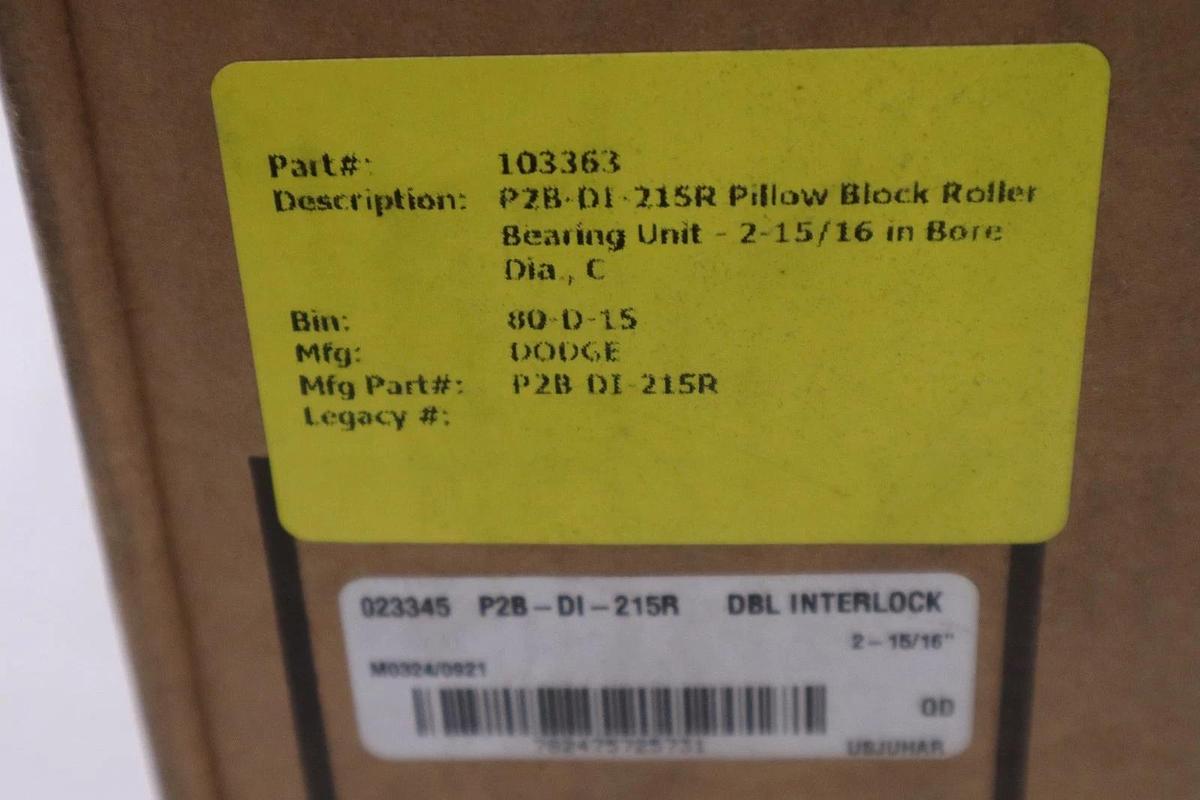 Part#: 103363
Description: P2B-DI-215R Pillow Block Roller
Bearing Unit - 2-15/16 in Bore
Dia., C
Bin: 80-D-15
Mfg: DODGE
Mfg Part#: P2B-DI-215R
Legacy #:
023345 P2B-DI-215R DBL INTERLOCK
2-15/16"
M0324/0921
OD
782475725731
USJUHAR